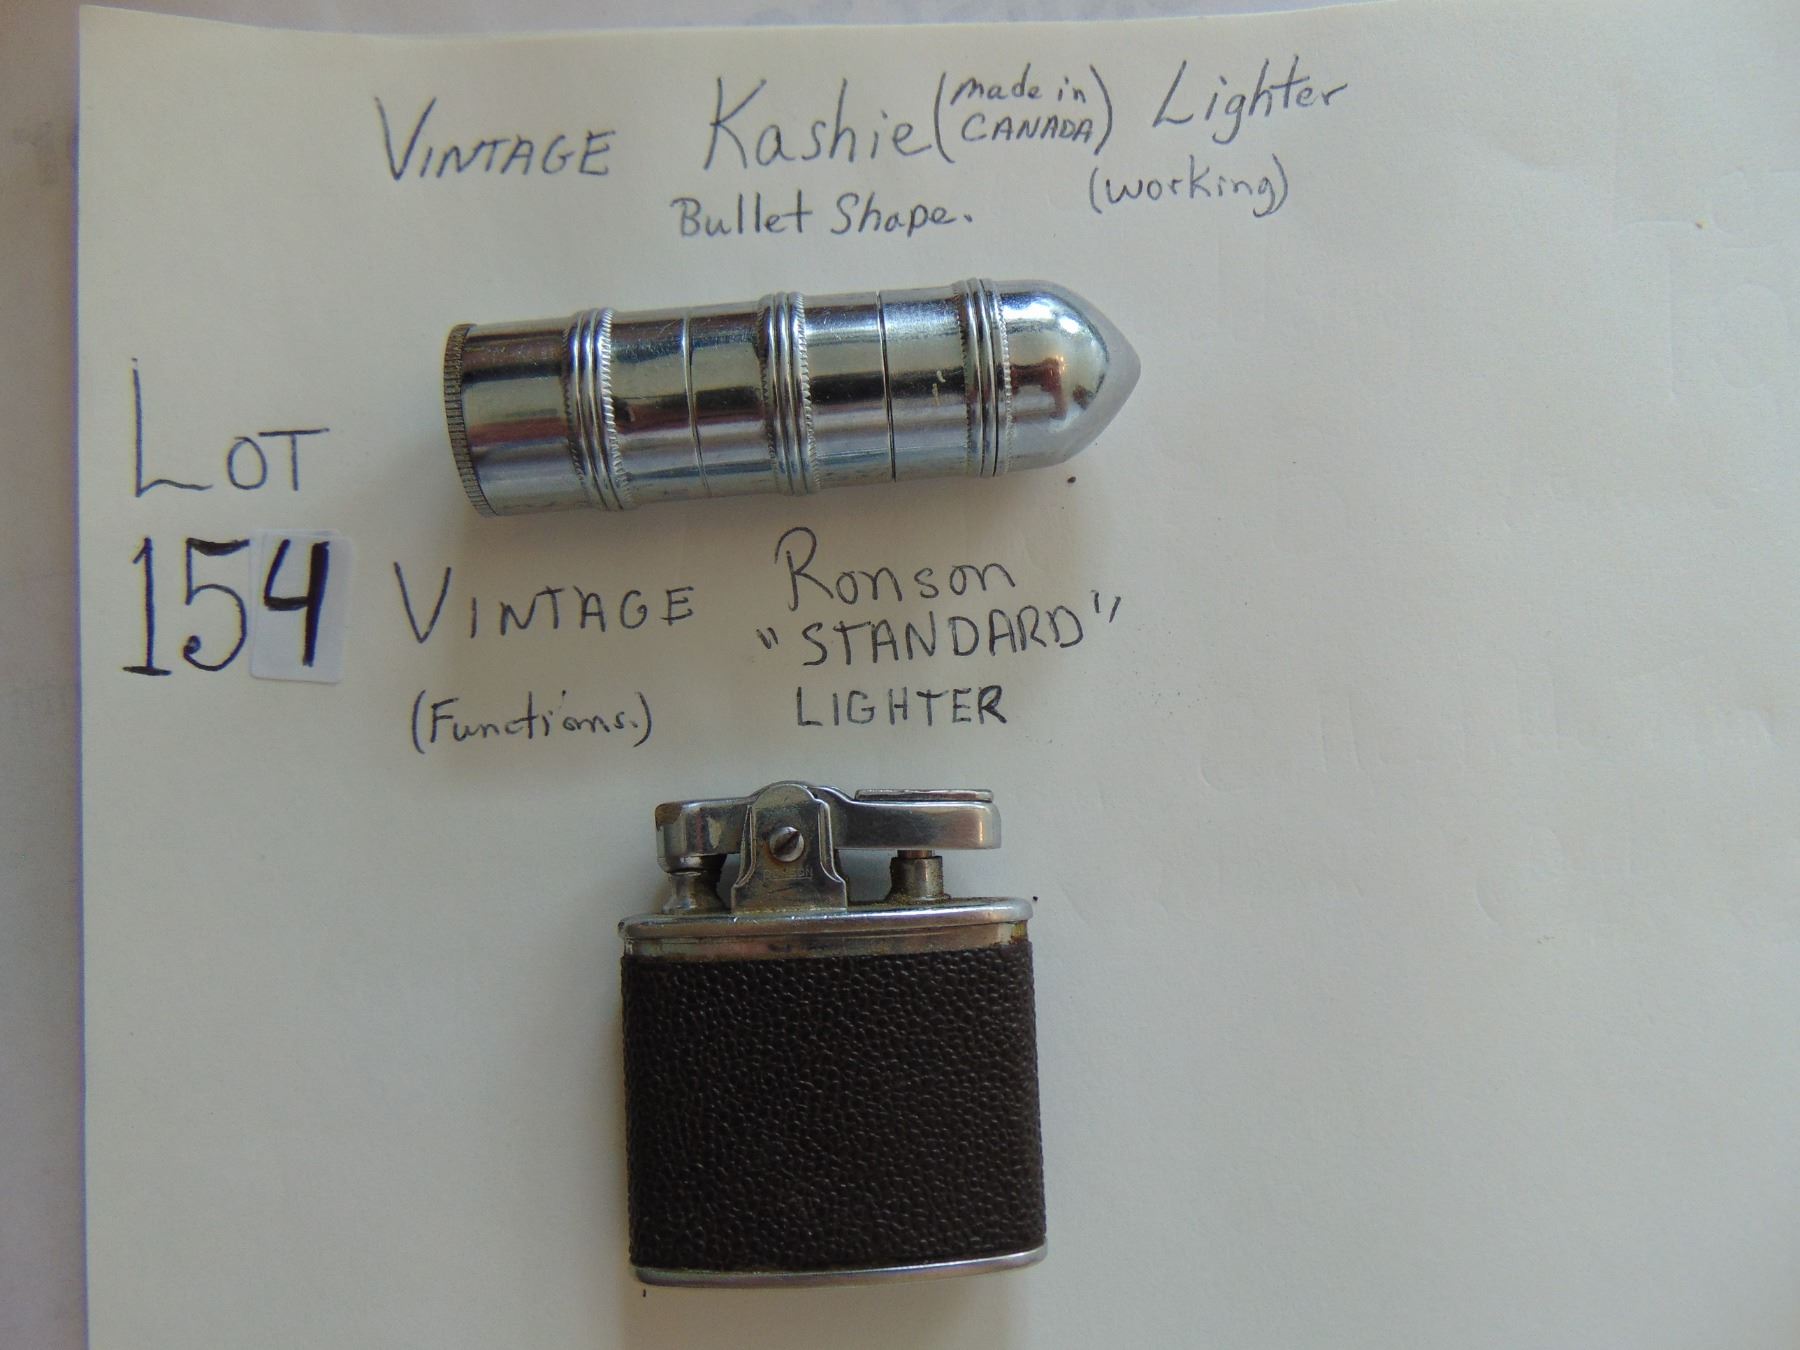 VINTAGE Kashie (made in CANADA) Lighter
Bullet Shape. (working)
LOT
154
VINTAGE Ronson
"STANDARD"
(Functions.) LIGHTER
RONSON